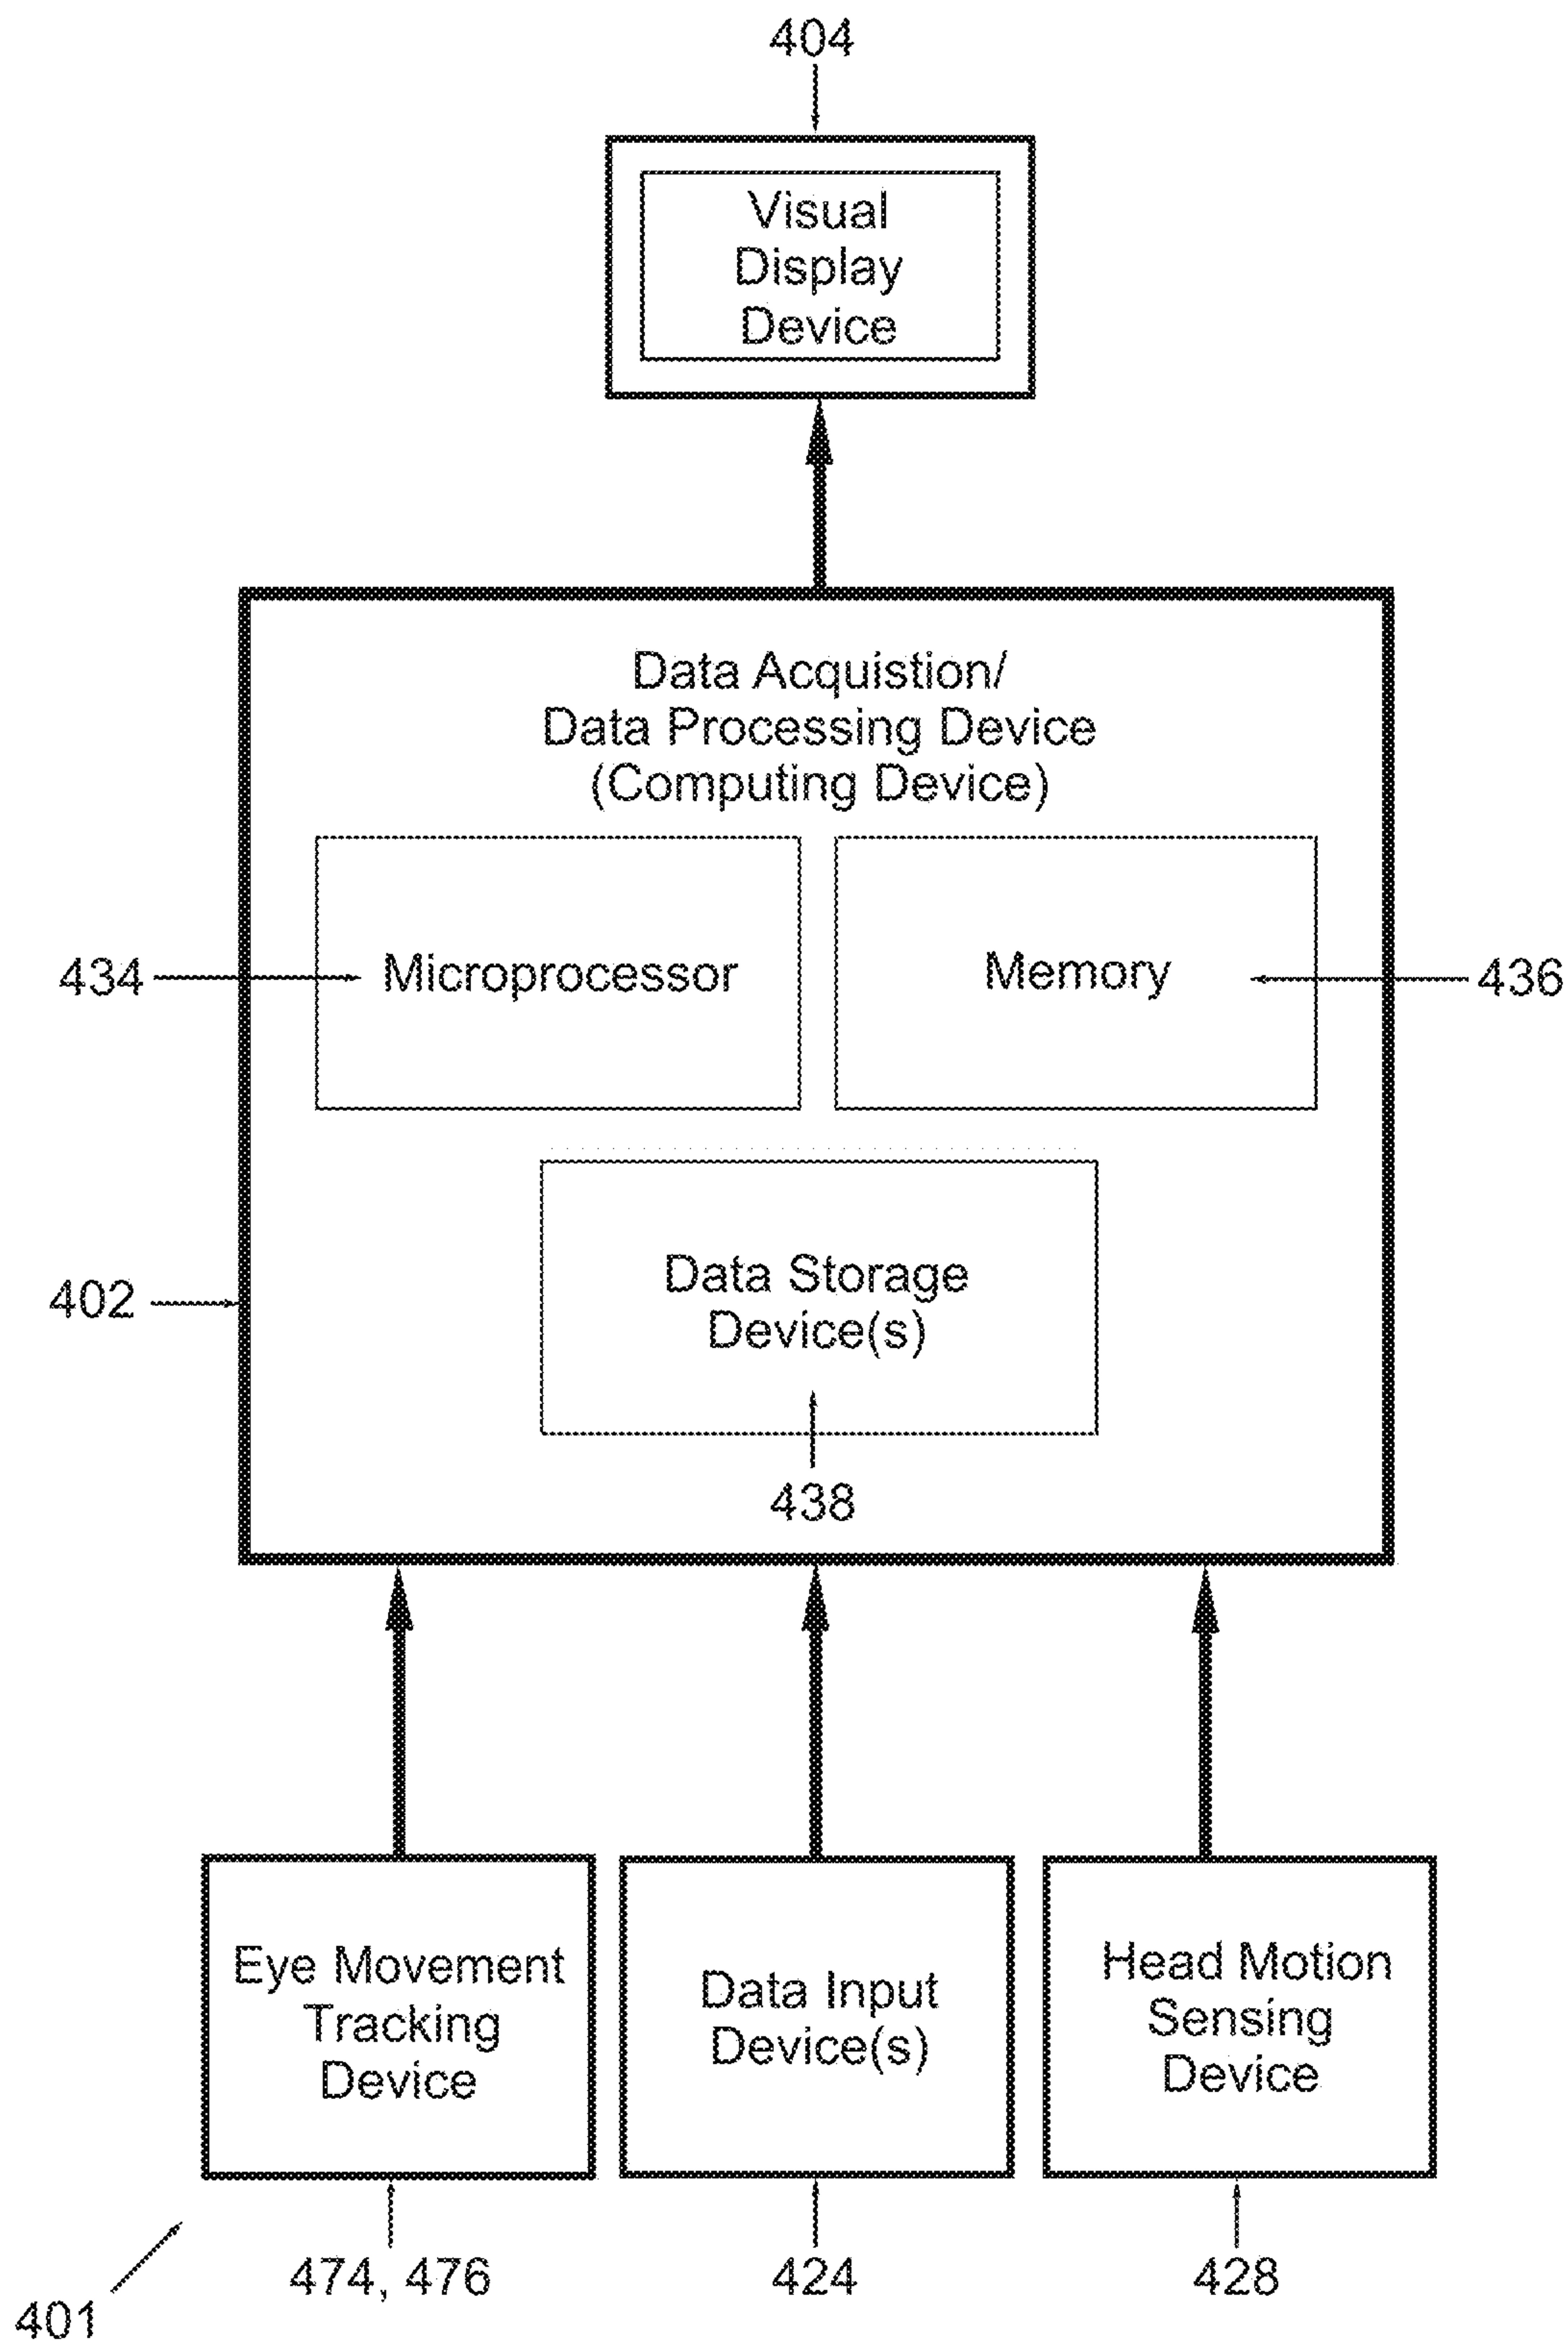 404
Visual
Display
Device
Data Acquistion/
Data Processing Device
(Computing Device)
434
Microprocessor
Memory
436
402
Data Storage
Device(s)
438
Eye Movement
Tracking
Device
Data Input
Device(s)
Head Motion
Sensing
Device
474, 476
424
428
401